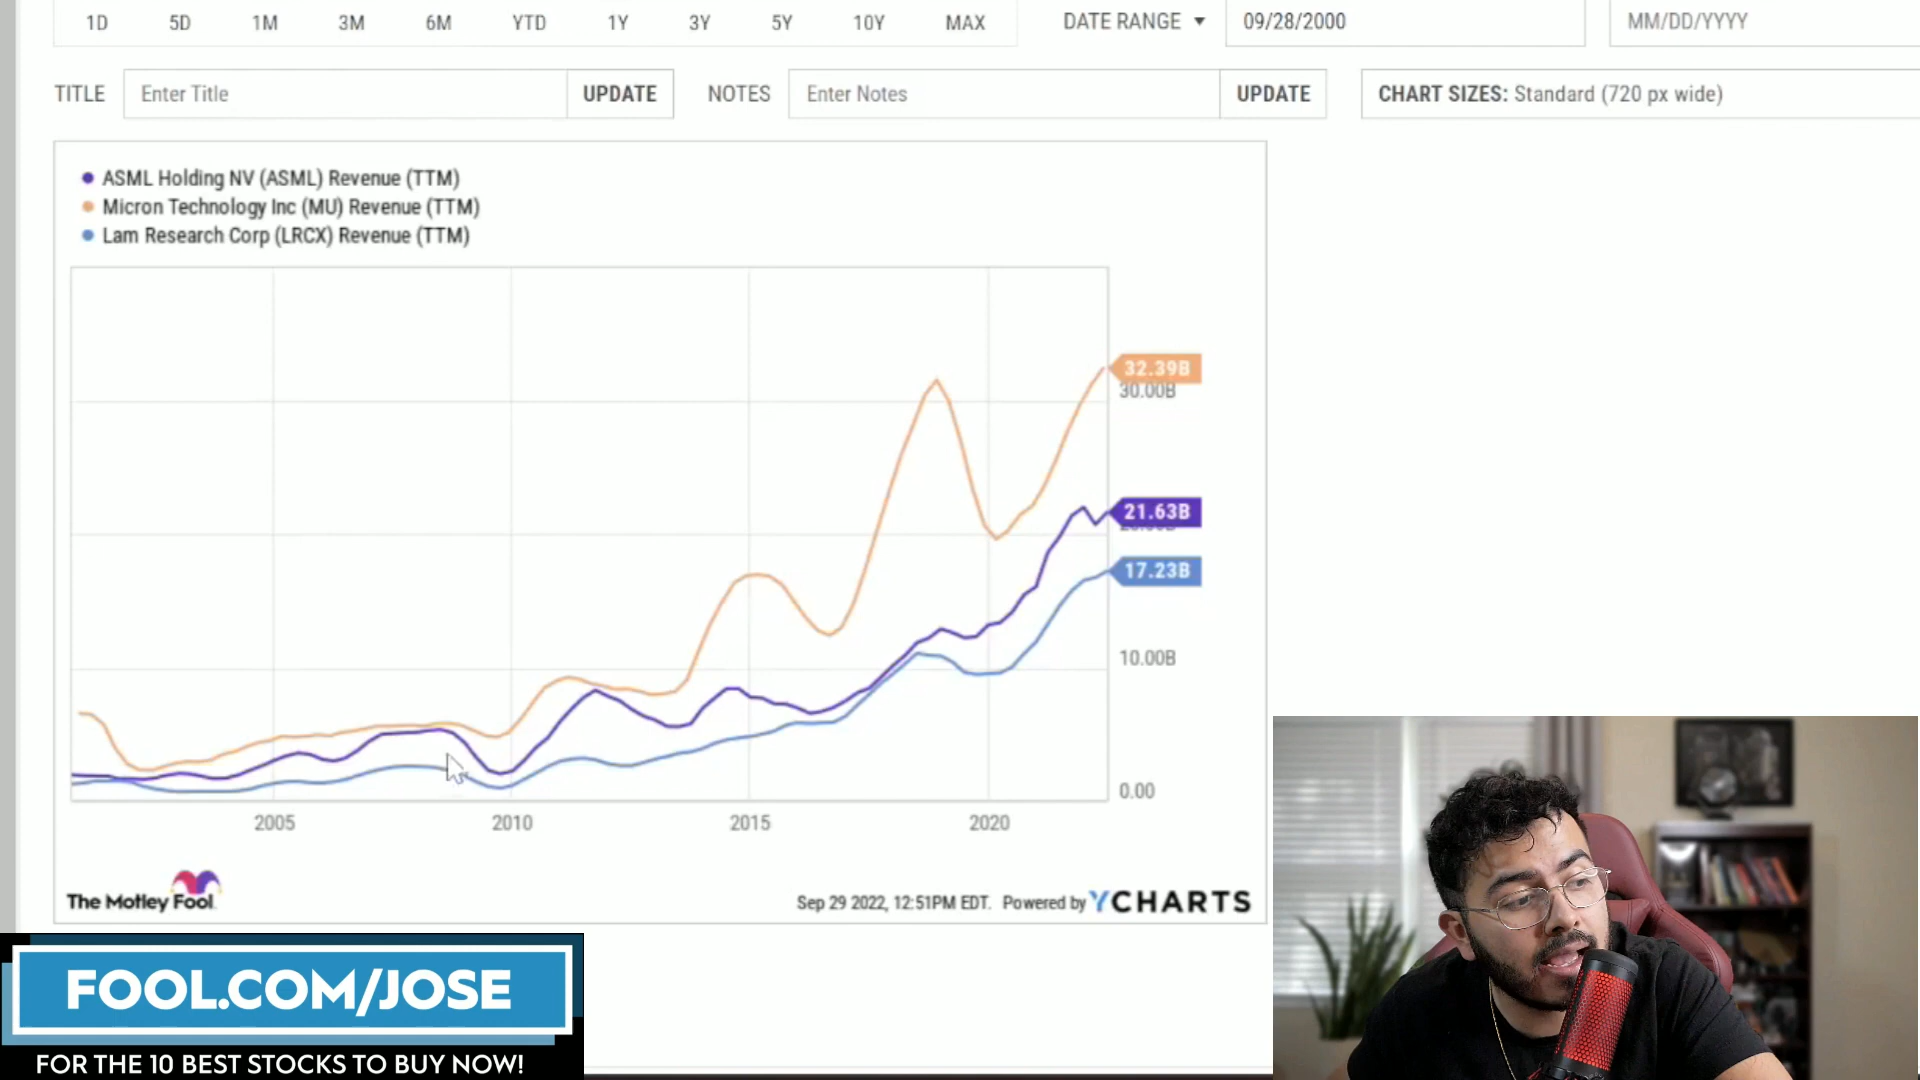 1D 5D 1M 3M 6M YTD 1Y 3Y 5Y 10Y MAX DATE RANGE 09/28/2000 MM/DD/YYYY
TITLE Enter Title UPDATE NOTES Enter Notes UPDATE CHART SIZES: Standard (720 px wide)
ASML Holding NV (ASML) Revenue (TTM)
Micron Technology Inc (MU) Revenue (TTM)
Lam Research Corp (LRCX) Revenue (TTM)
32.39B
30.00B
21.63B
17.23B
10.00B
0.00
2005 2010 2015 2020
The Motley Fool
Sep 29 2022, 12:51PM EDT. Powered by YCHARTS
FOOL.COM/JOSE
FOR THE 10 BEST STOCKS TO BUY NOW!